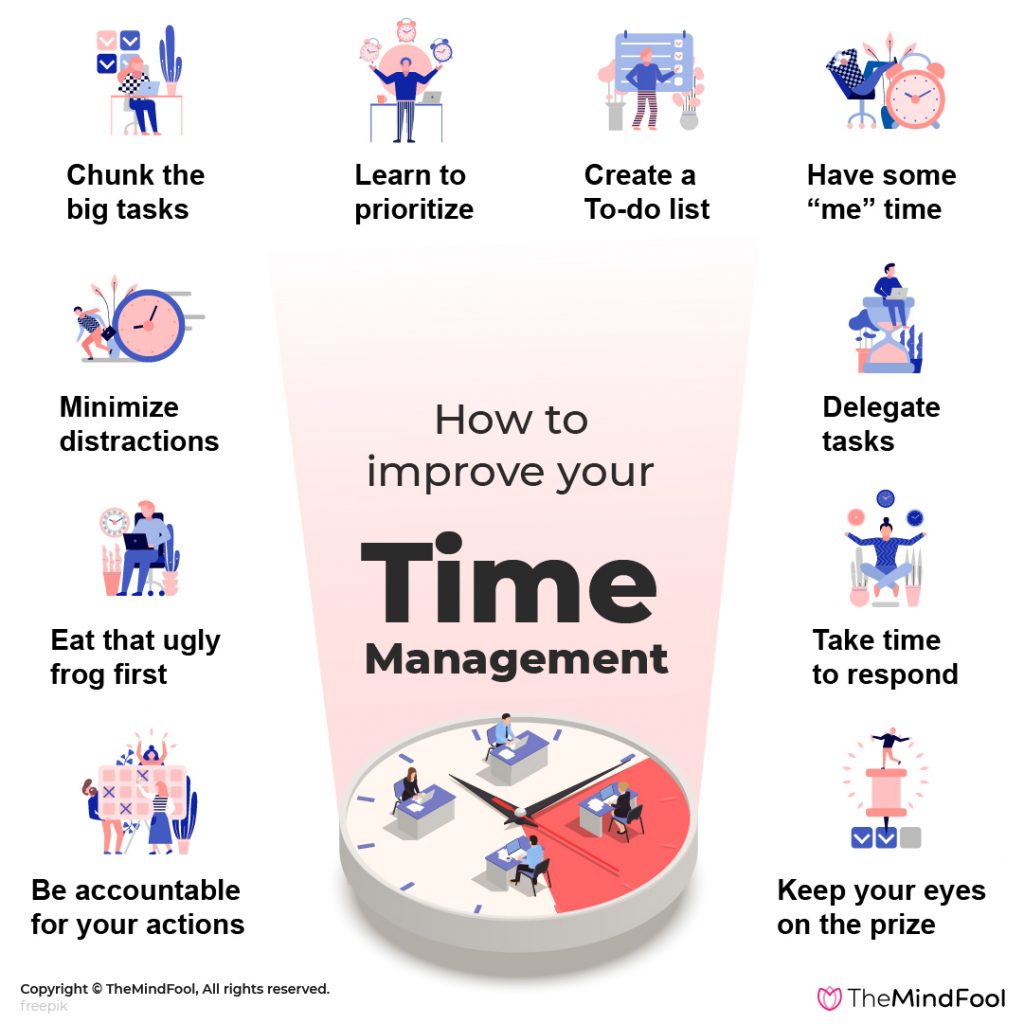 Chunk the
big tasks
Learn to
prioritize
Create a
To-do list
Have some
“me” time
Minimize
distractions
Delegate
tasks
How to
improve your
Time
Management
Eat that ugly
frog first
Take time
to respond
Be accountable
for your actions
Keep your eyes
on the prize
Copyright © TheMindFool, All rights reserved.
freepik
TheMindFool